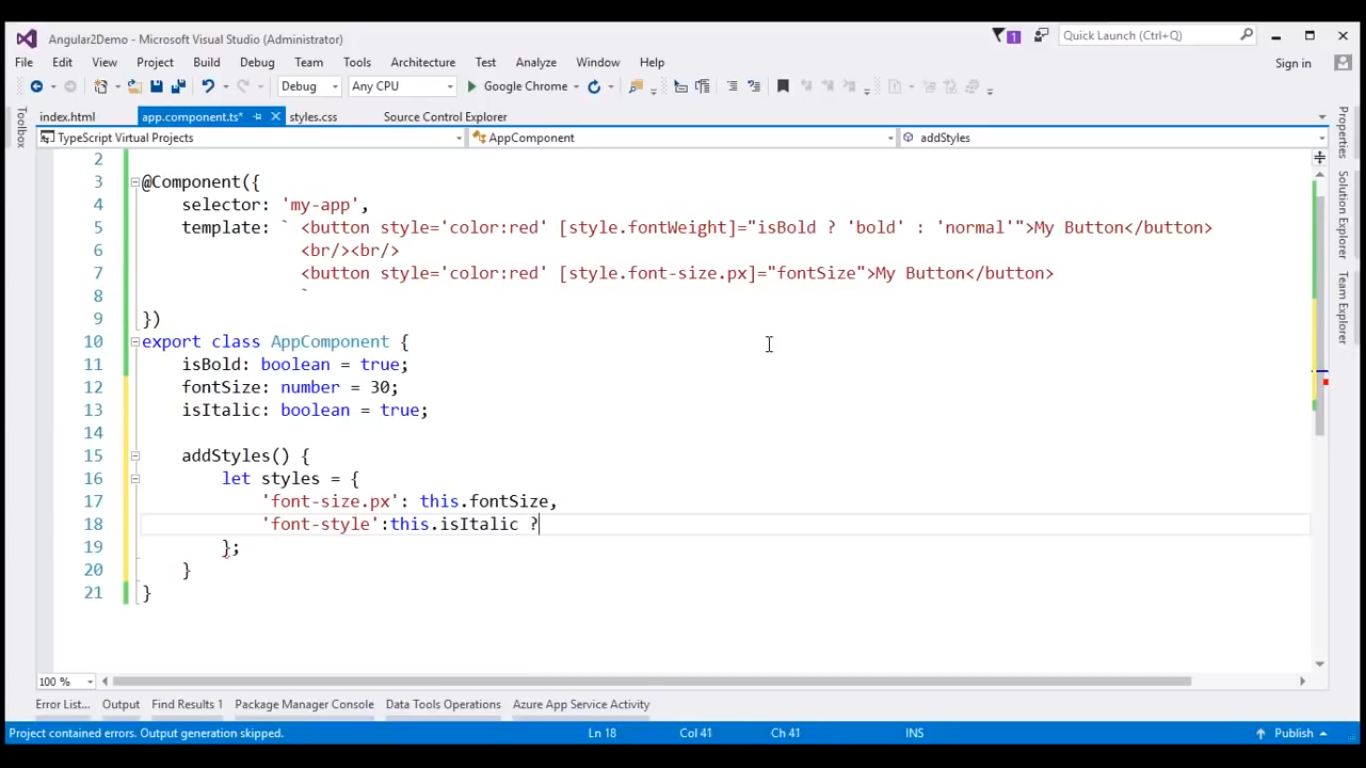 Angular2Demo - Microsoft Visual Studio (Administrator)
1
Quick Launch (Ctrl+Q)
File Edit View Project Build Debug Team Tools Architecture Test Analyze Window Help
Sign in
Debug Any CPU Google Chrome
index.html app.component.ts* styles.css Source Control Explorer
TypeScript Virtual Projects AppComponent addStyles
Toolbox
Properties
Solution Explorer
Team Explorer
2
3 @Component({
4 selector: 'my-app',
5 template: ` <button style='color:red' [style.fontWeight]="isBold ? 'bold' : 'normal'">My Button</button>
6 <br/><br/>
7 <button style='color:red' [style.font-size.px]="fontSize">My Button</button>
8 `
9 })
10 export class AppComponent {
11 isBold: boolean = true;
12 fontSize: number = 30;
13 isItalic: boolean = true;
14
15 addStyles() {
16 let styles = {
17 'font-size.px': this.fontSize,
18 'font-style':this.isItalic ?
19 };
20 }
21 }
100 %
Error List... Output Find Results 1 Package Manager Console Data Tools Operations Azure App Service Activity
Project contained errors. Output generation skipped. Ln 18 Col 41 Ch 41 INS Publish